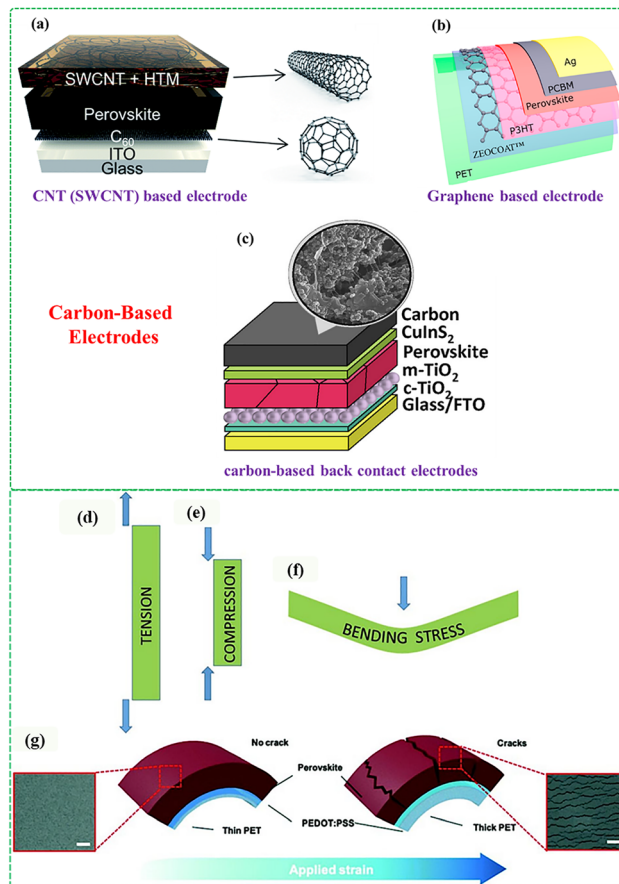 (a)
SWCNT + HTM
Perovskite
C60
ITO
Glass
CNT (SWCNT) based electrode
(b)
Ag
PCBM
Perovskite
P3HT
ZEOCOAT™
PET
Graphene based electrode
(c)
Carbon-Based
Electrodes
Carbon
CuInS2
Perovskite
m-TiO2
c-TiO2
Glass/FTO
carbon-based back contact electrodes
(d)
TENSION
(e)
COMPRESSION
(f)
BENDING STRESS
(g)
No crack
Cracks
Perovskite
Thin PET
PEDOT:PSS
Thick PET
Applied strain